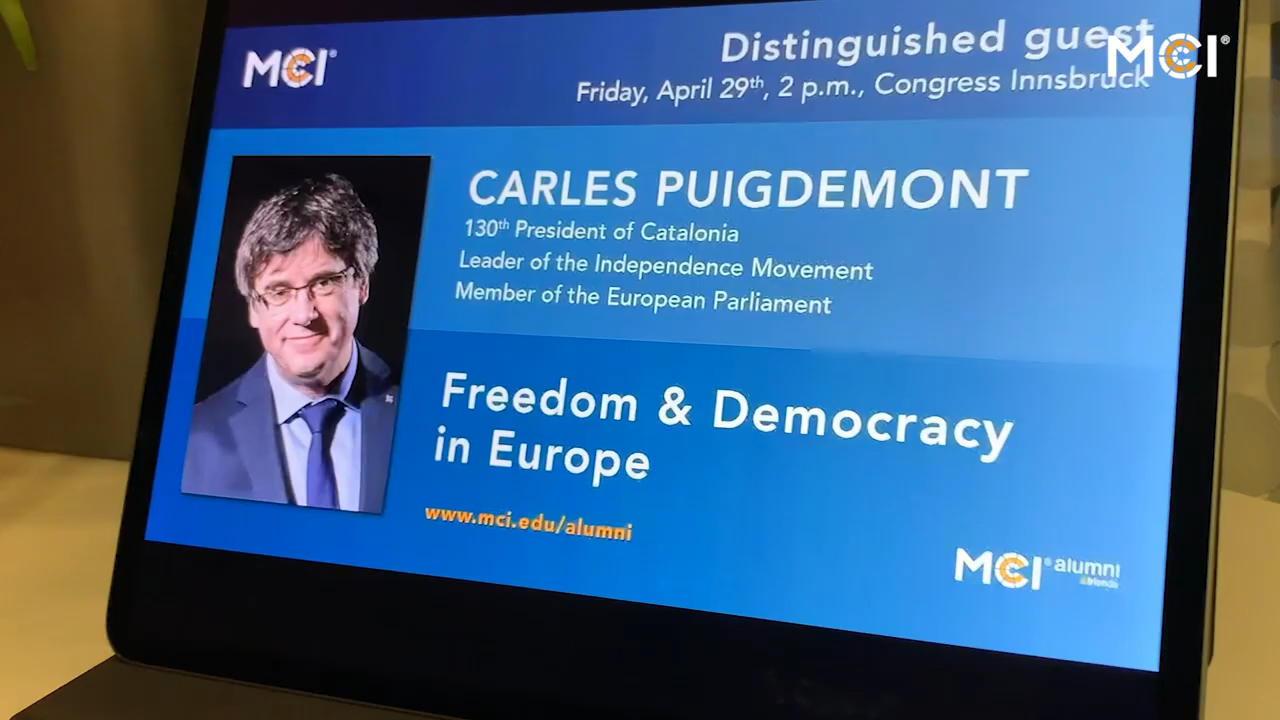 MCI®
Distinguished guest
MCI®
Friday, April 29th, 2 p.m., Congress Innsbruck
CARLES PUIGDEMONT
130th President of Catalonia
Leader of the Independence Movement
Member of the European Parliament
Freedom & Democracy
in Europe
www.mci.edu/alumni
MCI® alumni
&friends